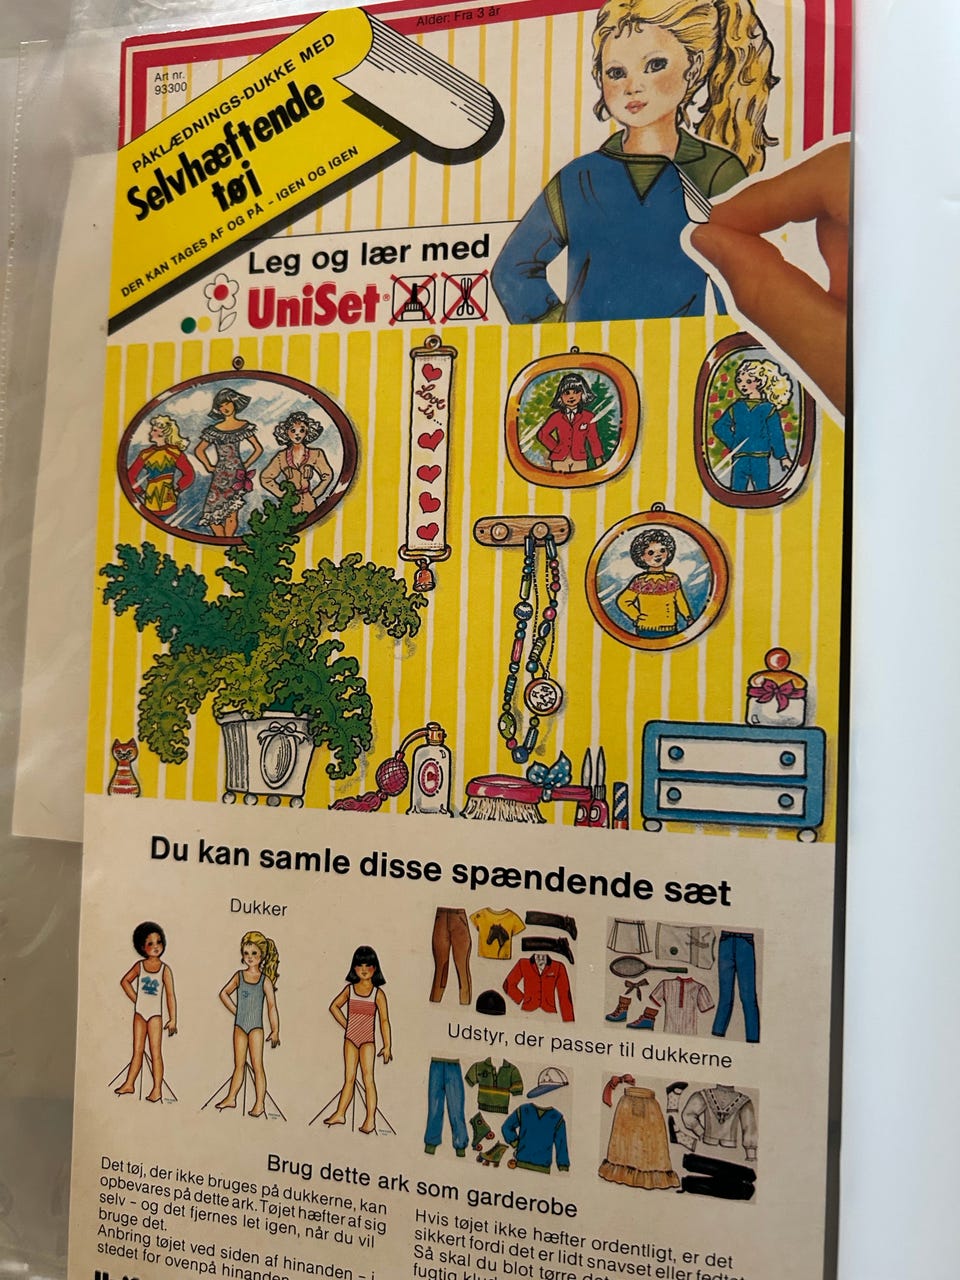 Alder: Fra 3 år
Art nr.
93300
PÅKLÆDNINGS-DUKKE MED
Selvhæftende
tøj
DER KAN TAGES AF OG PÅ - IGEN OG IGEN
Leg og lær med
UniSet®
Love
is...
Du kan samle disse spændende sæt
Dukker
Udstyr, der passer til dukkerne
Brug dette ark som garderobe
Det tøj, der ikke bruges på dukkerne, kan
opbevares på dette ark. Tøjet hæfter af sig
selv – og det fjernes let igen, når du vil
bruge det.
Anbring tøjet ved siden af hinanden – i
stedet for ovenpå hinanden
Hvis tøjet ikke hæfter ordentligt, er det
sikkert fordi det er lidt snavset eller fedtet
Så skal du blot tørre det
fugtig klud